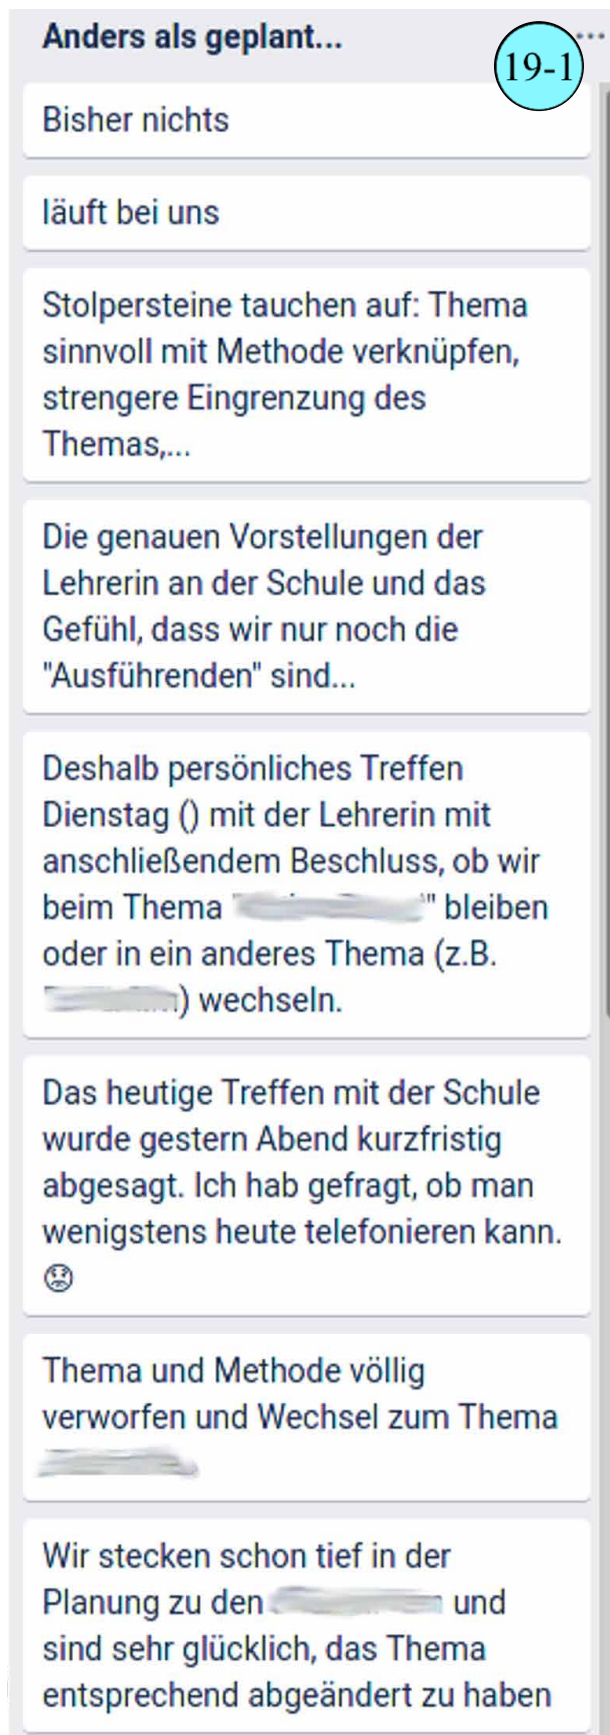 Anders als geplant...
19-1
Bisher nichts
läuft bei uns
Stolpersteine tauchen auf: Thema
sinnvoll mit Methode verknüpfen,
strengere Eingrenzung des
Themas,...
Die genauen Vorstellungen der
Lehrerin an der Schule und das
Gefühl, dass wir nur noch die
"Ausführenden" sind...
Deshalb persönliches Treffen
Dienstag () mit der Lehrerin mit
anschließendem Beschluss, ob wir
beim Thema " " bleiben
oder in ein anderes Thema (z.B.
) wechseln.
Das heutige Treffen mit der Schule
wurde gestern Abend kurzfristig
abgesagt. Ich hab gefragt, ob man
wenigstens heute telefonieren kann.
😟
Thema und Methode völlig
verworfen und Wechsel zum Thema
Wir stecken schon tief in der
Planung zu den und
sind sehr glücklich, das Thema
entsprechend abgeändert zu haben